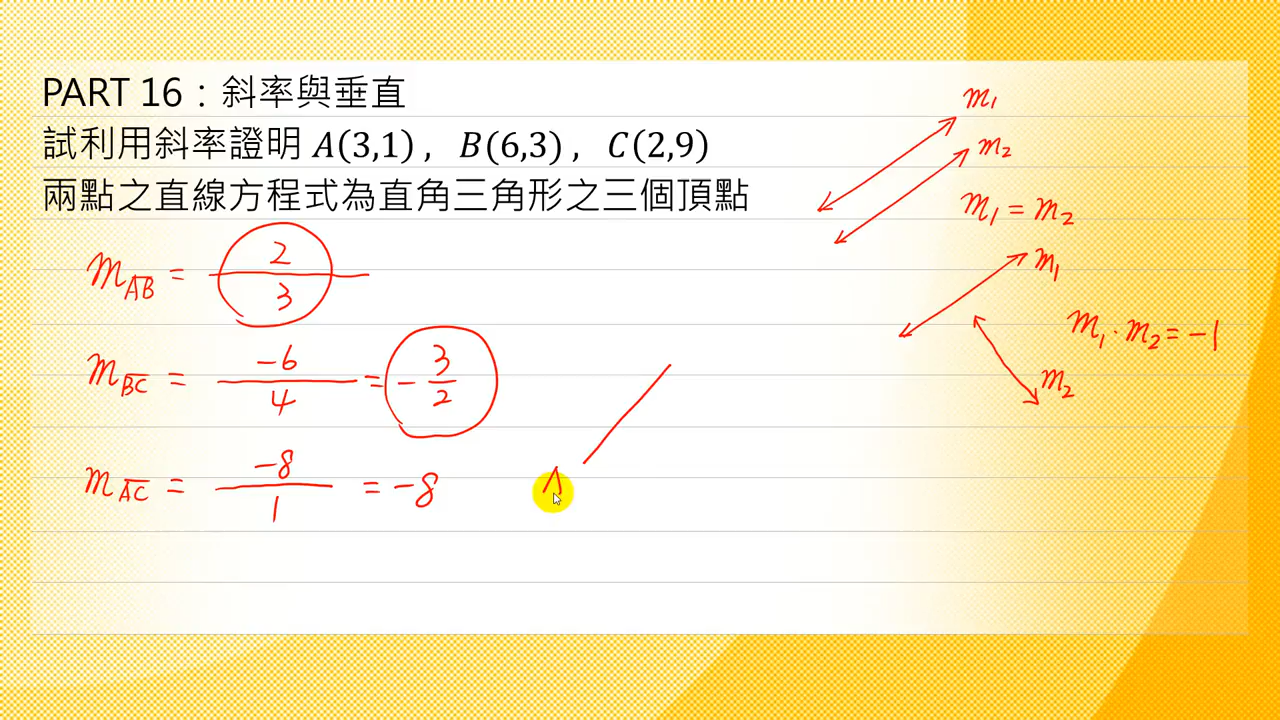 PART 16：斜率與垂直
試利用斜率證明 A(3,1)， B(6,3)， C(2,9)
兩點之直線方程式為直角三角形之三個頂點
m₁
m₂
m₁ = m₂
m₁
m₁ · m₂ = −1
m₂
m_AB = 2/3
m_BC = −6/4 = −3/2
m_AC = −8/1 = −8
A